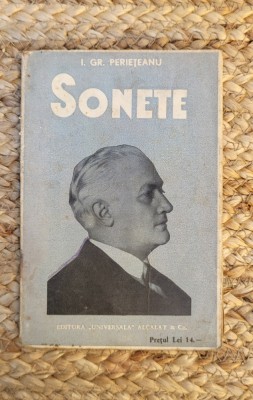 I. GR. PERIEȚEANU
SONETE
EDITURA „UNIVERSALA" ALCALAY & Co.
Prețul Lei 14.—